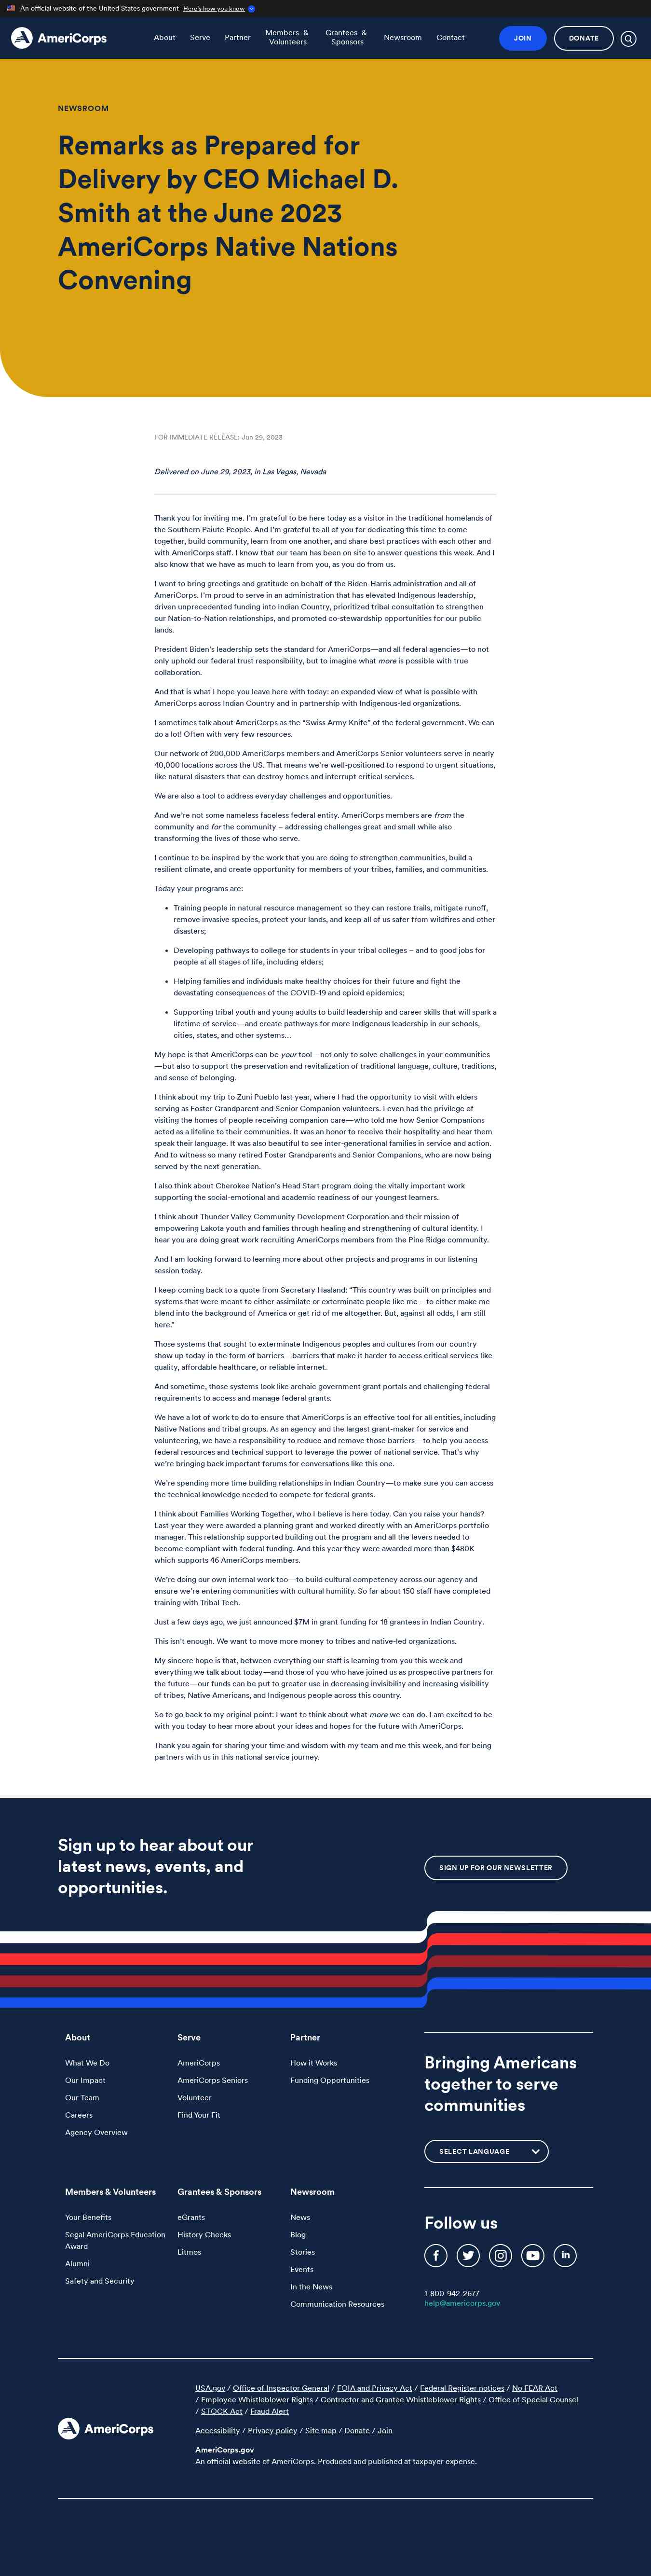 An official website of the United States government Here's how you know
AmeriCorps
About
Serve
Partner
Members &
Volunteers
Grantees &
Sponsors
Newsroom
Contact
JOIN
DONATE
NEWSROOM
Remarks as Prepared for
Delivery by CEO Michael D.
Smith at the June 2023
AmeriCorps Native Nations
Convening
FOR IMMEDIATE RELEASE: Jun 29, 2023
Delivered on June 29, 2023, in Las Vegas, Nevada
Thank you for inviting me. I'm grateful to be here today as a visitor in the traditional homelands of
the Southern Paiute People. And I'm grateful to all of you for dedicating this time to come
together, build community, learn from one another, and share best practices with each other and
with AmeriCorps staff. I know that our team has been on site to answer questions this week. And I
also know that we have as much to learn from you, as you do from us.
I want to bring greetings and gratitude on behalf of the Biden-Harris administration and all of
AmeriCorps. I'm proud to serve in an administration that has elevated Indigenous leadership,
driven unprecedented funding into Indian Country, prioritized tribal consultation to strengthen
our Nation-to-Nation relationships, and promoted co-stewardship opportunities for our public
lands.
President Biden's leadership sets the standard for AmeriCorps—and all federal agencies—to not
only uphold our federal trust responsibility, but to imagine what more is possible with true
collaboration.
And that is what I hope you leave here with today: an expanded view of what is possible with
AmeriCorps across Indian Country and in partnership with Indigenous-led organizations.
I sometimes talk about AmeriCorps as the “Swiss Army Knife” of the federal government. We can
do a lot! Often with very few resources.
Our network of 200,000 AmeriCorps members and AmeriCorps Senior volunteers serve in nearly
40,000 locations across the US. That means we're well-positioned to respond to urgent situations,
like natural disasters that can destroy homes and interrupt critical services.
We are also a tool to address everyday challenges and opportunities.
And we're not some nameless faceless federal entity. AmeriCorps members are from the
community and for the community – addressing challenges great and small while also
transforming the lives of those who serve.
I continue to be inspired by the work that you are doing to strengthen communities, build a
resilient climate, and create opportunity for members of your tribes, families, and communities.
Today your programs are:
• Training people in natural resource management so they can restore trails, mitigate runoff,
remove invasive species, protect your lands, and keep all of us safer from wildfires and other
disasters;
• Developing pathways to college for students in your tribal colleges – and to good jobs for
people at all stages of life, including elders;
• Helping families and individuals make healthy choices for their future and fight the
devastating consequences of the COVID-19 and opioid epidemics;
• Supporting tribal youth and young adults to build leadership and career skills that will spark a
lifetime of service—and create pathways for more Indigenous leadership in our schools,
cities, states, and other systems…
My hope is that AmeriCorps can be your tool—not only to solve challenges in your communities
—but also to support the preservation and revitalization of traditional language, culture, traditions,
and sense of belonging.
I think about my trip to Zuni Pueblo last year, where I had the opportunity to visit with elders
serving as Foster Grandparent and Senior Companion volunteers. I even had the privilege of
visiting the homes of people receiving companion care—who told me how Senior Companions
acted as a lifeline to their communities. It was an honor to receive their hospitality and hear them
speak their language. It was also beautiful to see inter-generational families in service and action.
And to witness so many retired Foster Grandparents and Senior Companions, who are now being
served by the next generation.
I also think about Cherokee Nation's Head Start program doing the vitally important work
supporting the social-emotional and academic readiness of our youngest learners.
I think about Thunder Valley Community Development Corporation and their mission of
empowering Lakota youth and families through healing and strengthening of cultural identity. I
hear you are doing great work recruiting AmeriCorps members from the Pine Ridge community.
And I am looking forward to learning more about other projects and programs in our listening
session today.
I keep coming back to a quote from Secretary Haaland: “This country was built on principles and
systems that were meant to either assimilate or exterminate people like me – to either make me
blend into the background of America or get rid of me altogether. But, against all odds, I am still
here.”
Those systems that sought to exterminate Indigenous peoples and cultures from our country
show up today in the form of barriers—barriers that make it harder to access critical services like
quality, affordable healthcare, or reliable internet.
And sometime, those systems look like archaic government grant portals and challenging federal
requirements to access and manage federal grants.
We have a lot of work to do to ensure that AmeriCorps is an effective tool for all entities, including
Native Nations and tribal groups. As an agency and the largest grant-maker for service and
volunteering, we have a responsibility to reduce and remove those barriers—to help you access
federal resources and technical support to leverage the power of national service. That's why
we're bringing back important forums for conversations like this one.
We're spending more time building relationships in Indian Country—to make sure you can access
the technical knowledge needed to compete for federal grants.
I think about Families Working Together, who I believe is here today. Can you raise your hands?
Last year they were awarded a planning grant and worked directly with an AmeriCorps portfolio
manager. This relationship supported building out the program and all the levers needed to
become compliant with federal funding. And this year they were awarded more than $480K
which supports 46 AmeriCorps members.
We're doing our own internal work too—to build cultural competency across our agency and
ensure we're entering communities with cultural humility. So far about 150 staff have completed
training with Tribal Tech.
Just a few days ago, we just announced $7M in grant funding for 18 grantees in Indian Country.
This isn't enough. We want to move more money to tribes and native-led organizations.
My sincere hope is that, between everything our staff is learning from you this week and
everything we talk about today—and those of you who have joined us as prospective partners for
the future—our funds can be put to greater use in decreasing invisibility and increasing visibility
of tribes, Native Americans, and Indigenous people across this country.
So to go back to my original point: I want to think about what more we can do. I am excited to be
with you today to hear more about your ideas and hopes for the future with AmeriCorps.
Thank you again for sharing your time and wisdom with my team and me this week, and for being
partners with us in this national service journey.
Sign up to hear about our
latest news, events, and
opportunities.
SIGN UP FOR OUR NEWSLETTER
About
What We Do
Our Impact
Our Team
Careers
Agency Overview
Serve
AmeriCorps
AmeriCorps Seniors
Volunteer
Find Your Fit
Partner
How it Works
Funding Opportunities
Bringing Americans
together to serve
communities
SELECT LANGUAGE
Members & Volunteers
Your Benefits
Segal AmeriCorps Education
Award
Alumni
Safety and Security
Grantees & Sponsors
eGrants
History Checks
Litmos
Newsroom
News
Blog
Stories
Events
In the News
Communication Resources
Follow us
1-800-942-2677
help@americorps.gov
AmeriCorps
USA.gov / Office of Inspector General / FOIA and Privacy Act / Federal Register notices / No FEAR Act
/ Employee Whistleblower Rights / Contractor and Grantee Whistleblower Rights / Office of Special Counsel
/ STOCK Act / Fraud Alert
Accessibility / Privacy policy / Site map / Donate / Join
AmeriCorps.gov
An official website of AmeriCorps. Produced and published at taxpayer expense.